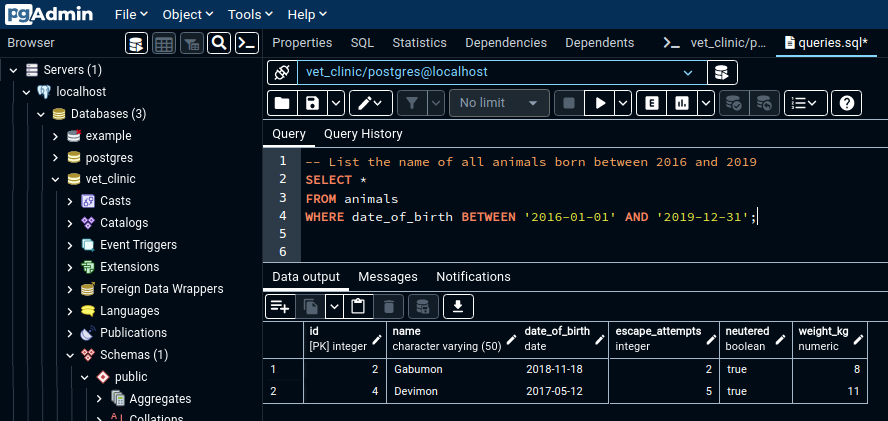 pgAdmin File Object Tools Help
Browser
Properties SQL Statistics Dependencies Dependents vet_clinic/p... queries.sql*
Servers (1)
localhost
Databases (3)
example
postgres
vet_clinic
Casts
Catalogs
Event Triggers
Extensions
Foreign Data Wrappers
Languages
Publications
Schemas (1)
public
Aggregates
Collations
vet_clinic/postgres@localhost
No limit
Query Query History
1 -- List the name of all animals born between 2016 and 2019
2 SELECT *
3 FROM animals
4 WHERE date_of_birth BETWEEN '2016-01-01' AND '2019-12-31';
5
6
Data output Messages Notifications
id name date_of_birth escape_attempts neutered weight_kg
[PK] integer character varying (50) date integer boolean numeric
1 2 Gabumon 2018-11-18 2 true 8
2 4 Devimon 2017-05-12 5 true 11